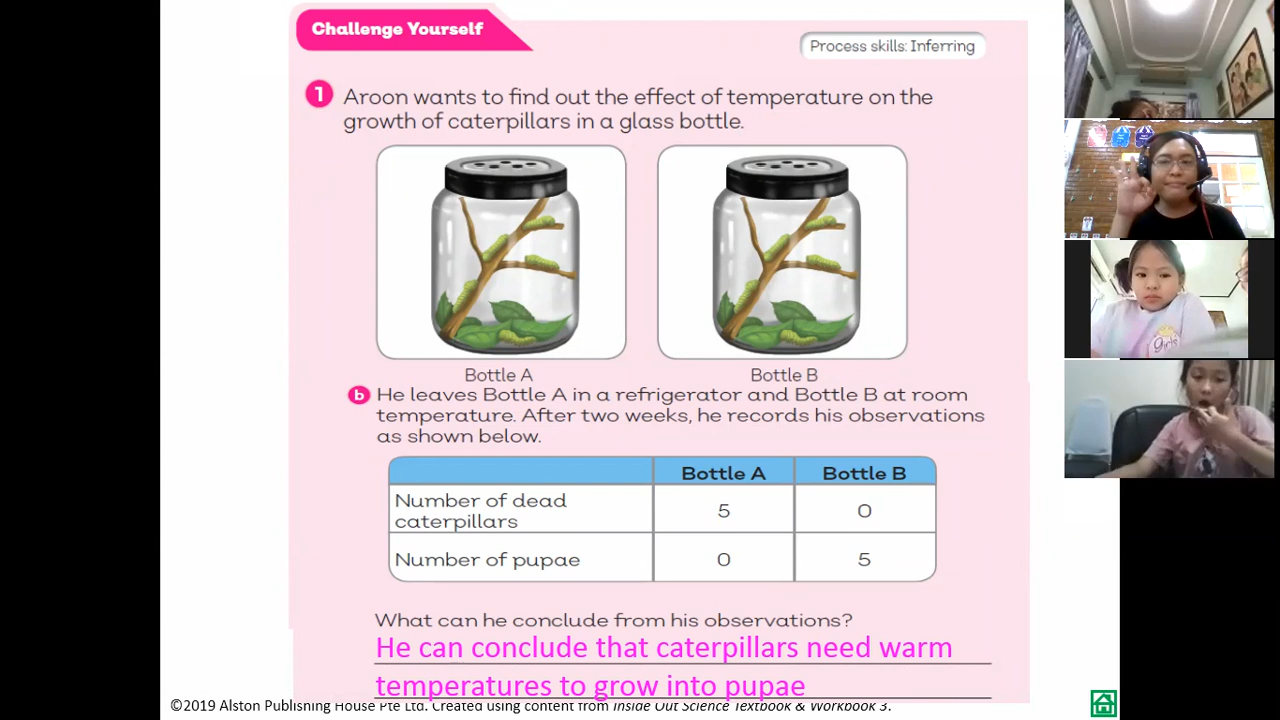 Challenge Yourself
Process skills: Inferring
1 Aroon wants to find out the effect of temperature on the
growth of caterpillars in a glass bottle.
Bottle A
Bottle B
b He leaves Bottle A in a refrigerator and Bottle B at room
temperature. After two weeks, he records his observations
as shown below.
Bottle A Bottle B
Number of dead
caterpillars 5 0
Number of pupae 0 5
What can he conclude from his observations?
He can conclude that caterpillars need warm
temperatures to grow into pupae
©2019 Alston Publishing House Pte Created using content from Inside Out Science Textbook & Workbook 3.
girls